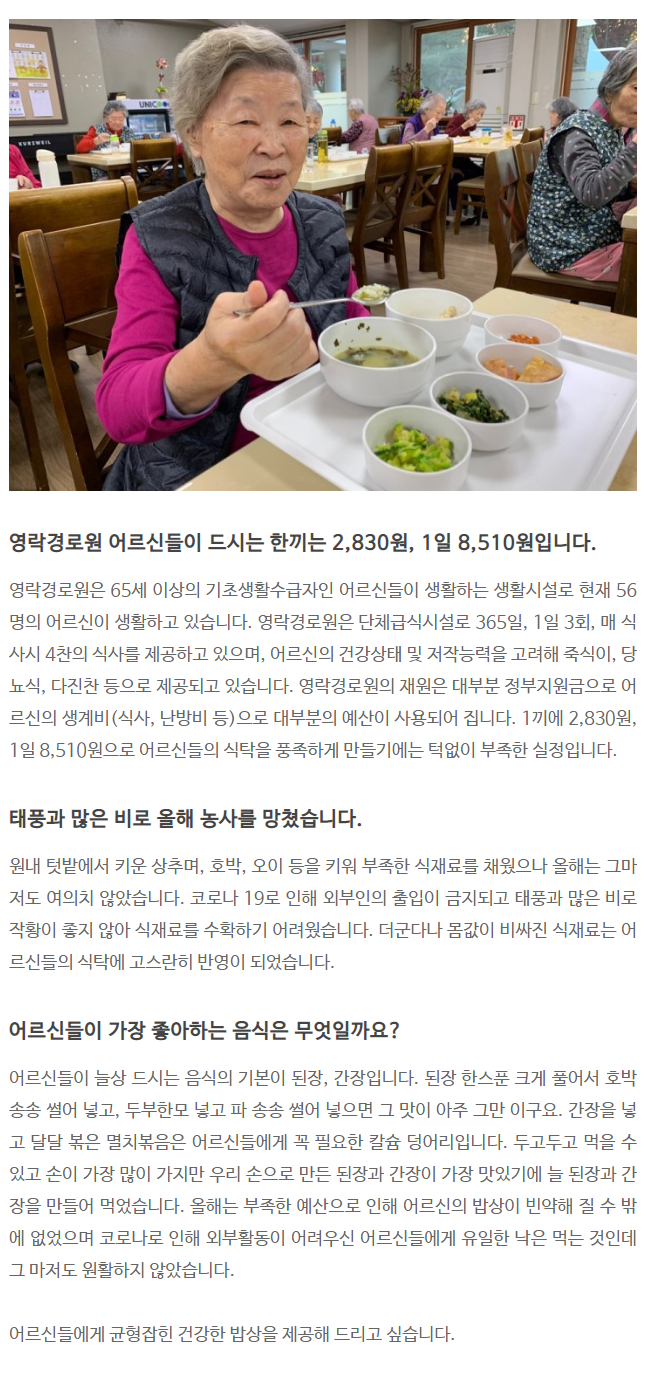 UNIC
KURZWEIL
영락경로원 어르신들이 드시는 한끼는 2,830원, 1일 8,510원입니다.
영락경로원은 65세 이상의 기초생활수급자인 어르신들이 생활하는 생활시설로 현재 56
명의 어르신이 생활하고 있습니다. 영락경로원은 단체급식시설로 365일, 1일 3회, 매 식
사시 4찬의 식사를 제공하고 있으며, 어르신의 건강상태 및 저작능력을 고려해 죽식이, 당
뇨식, 다진찬 등으로 제공되고 있습니다. 영락경로원의 재원은 대부분 정부지원금으로 어
르신의 생계비(식사, 난방비 등)으로 대부분의 예산이 사용되어 집니다. 1끼에 2,830원,
1일 8,510원으로 어르신들의 식탁을 풍족하게 만들기에는 턱없이 부족한 실정입니다.
태풍과 많은 비로 올해 농사를 망쳤습니다.
원내 텃밭에서 키운 상추며, 호박, 오이 등을 키워 부족한 식재료를 채웠으나 올해는 그마
저도 여의치 않았습니다. 코로나 19로 인해 외부인의 출입이 금지되고 태풍과 많은 비로
작황이 좋지 않아 식재료를 수확하기 어려웠습니다. 더군다나 몸값이 비싸진 식재료는 어
르신들의 식탁에 고스란히 반영이 되었습니다.
어르신들이 가장 좋아하는 음식은 무엇일까요?
어르신들이 늘상 드시는 음식의 기본이 된장, 간장입니다. 된장 한스푼 크게 풀어서 호박
송송 썰어 넣고, 두부한모 넣고 파 송송 썰어 넣으면 그 맛이 아주 그만 이구요. 간장을 넣
고 달달 볶은 멸치볶음은 어르신들에게 꼭 필요한 칼슘 덩어리입니다. 두고두고 먹을 수
있고 손이 가장 많이 가지만 우리 손으로 만든 된장과 간장이 가장 맛있기에 늘 된장과 간
장을 만들어 먹었습니다. 올해는 부족한 예산으로 인해 어르신의 밥상이 빈약해 질 수 밖
에 없었으며 코로나로 인해 외부활동이 어려우신 어르신들에게 유일한 낙은 먹는 것인데
그 마저도 원활하지 않았습니다.
어르신들에게 균형잡힌 건강한 밥상을 제공해 드리고 싶습니다.